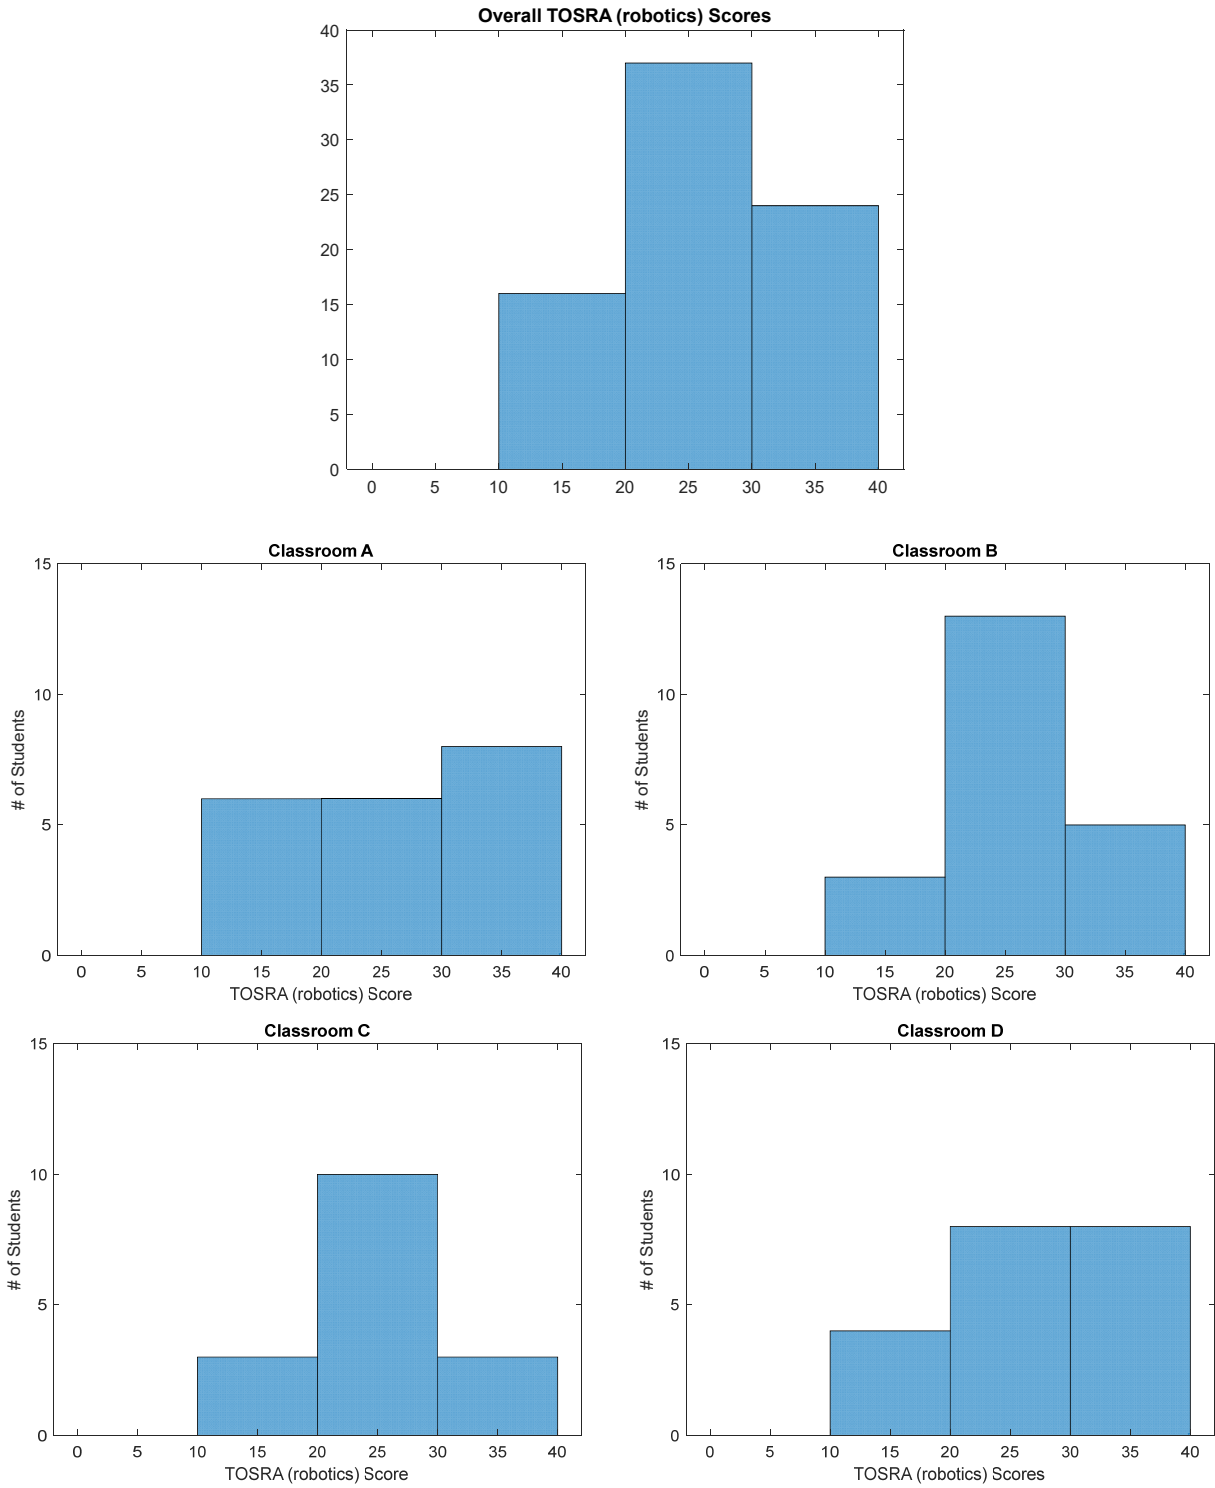 Overall TOSRA (robotics) Scores
40
35
30
25
20
15
10
5
0
0 5 10 15 20 25 30 35 40
Classroom A
15
10
5
0
# of Students
0 5 10 15 20 25 30 35 40
TOSRA (robotics) Score
Classroom B
15
10
5
0
# of Students
0 5 10 15 20 25 30 35 40
TOSRA (robotics) Score
Classroom C
15
10
5
0
# of Students
0 5 10 15 20 25 30 35 40
TOSRA (robotics) Score
Classroom D
15
10
5
0
# of Students
0 5 10 15 20 25 30 35 40
TOSRA (robotics) Scores